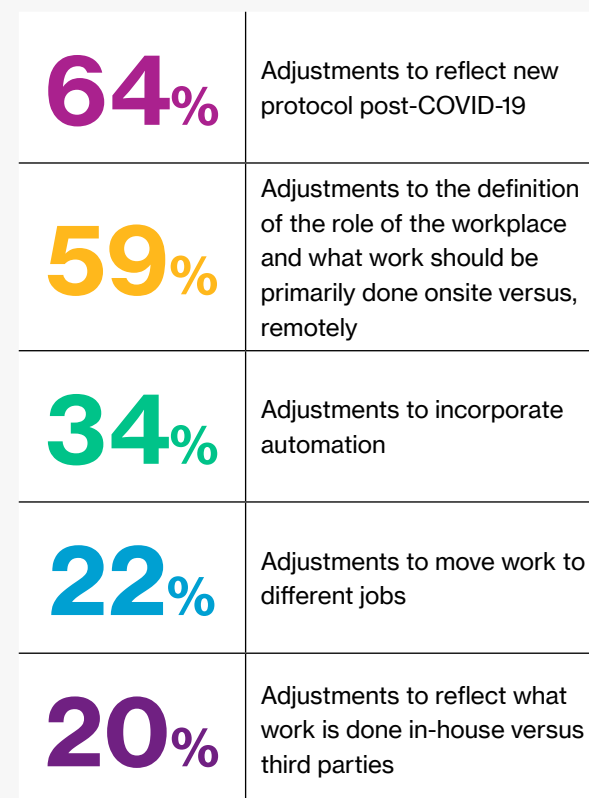 64%
Adjustments to reflect new
protocol post-COVID-19
59%
Adjustments to the definition
of the role of the workplace
and what work should be
primarily done onsite versus,
remotely
34%
Adjustments to incorporate
automation
22%
Adjustments to move work to
different jobs
20%
Adjustments to reflect what
work is done in-house versus
third parties